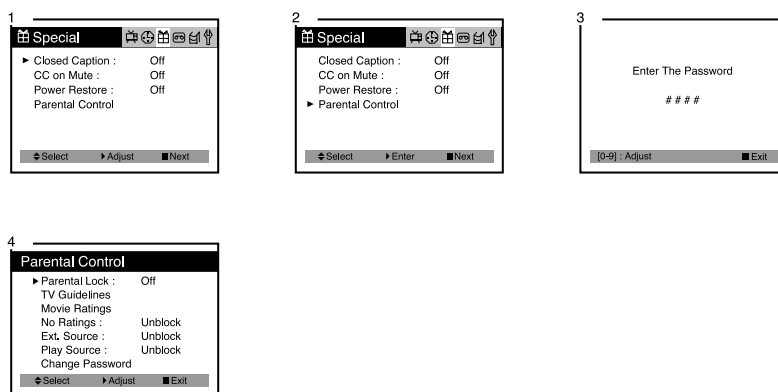 1
Special
Closed Caption : Off
CC on Mute : Off
Power Restore : Off
Parental Control
Select Adjust Next
2
Special
Closed Caption : Off
CC on Mute : Off
Power Restore : Off
Parental Control
Select Enter Next
3
Enter The Password
# # # #
[0-9] : Adjust Exit
4
Parental Control
Parental Lock : Off
TV Guidelines
Movie Ratings
No Ratings : Unblock
Ext. Source : Unblock
Play Source : Unblock
Change Password
Select Adjust Exit